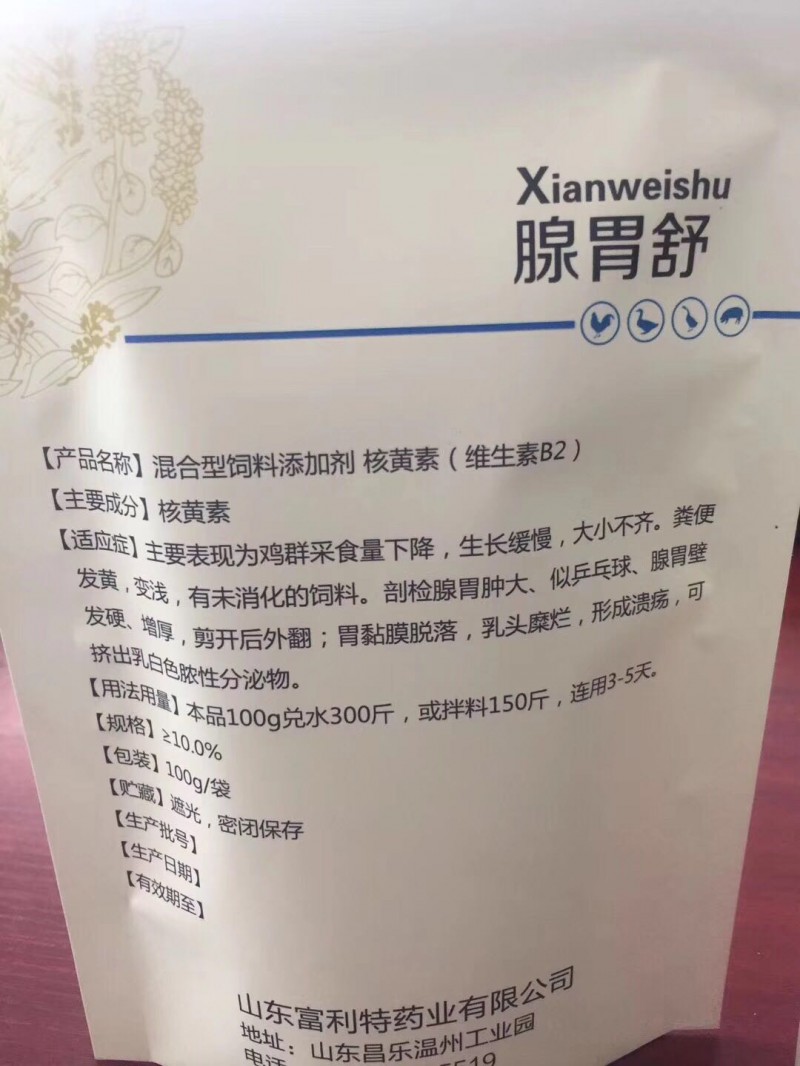 Xianweishu
腺胃舒
【产品名称】混合型饲料添加剂 核黄素（维生素B2）
【主要成分】核黄素
【适应症】主要表现为鸡群采食量下降，生长缓慢，大小不齐。粪便
发黄，变浅，有未消化的饲料。剖检腺胃肿大、似乒乓球、腺胃壁
发硬、增厚，剪开后外翻；胃黏膜脱落，乳头糜烂，形成溃疡，可
挤出乳白色脓性分泌物。
【用法用量】本品100g兑水300斤，或拌料150斤，连用3-5天。
【规格】≥10.0%
【包装】100g/袋
【贮藏】遮光，密闭保存
【生产批号】
【生产日期】
【有效期至】
山东富利特药业有限公司
地址：山东昌乐温州工业园
电话